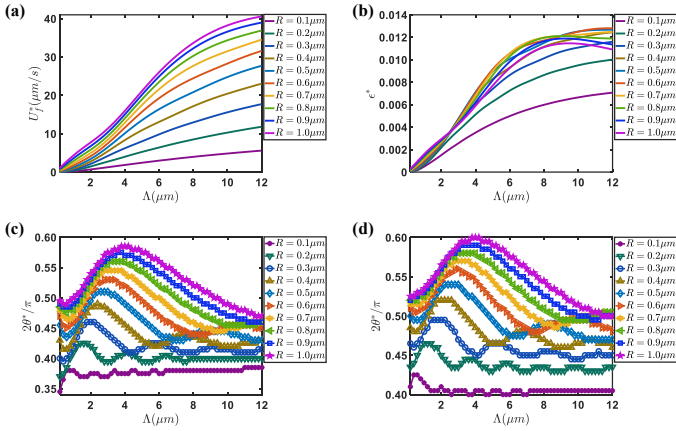 (a)
40
30
20
10
0
U*f(μm/s)
2 4 6 8 10 12
Λ(μm)
R = 0.1μm
R = 0.2μm
R = 0.3μm
R = 0.4μm
R = 0.5μm
R = 0.6μm
R = 0.7μm
R = 0.8μm
R = 0.9μm
R = 1.0μm
(b)
0.014
0.012
0.010
0.008
0.006
0.004
0.002
0
ϵ*
2 4 6 8 10 12
Λ(μm)
R = 0.1μm
R = 0.2μm
R = 0.3μm
R = 0.4μm
R = 0.5μm
R = 0.6μm
R = 0.7μm
R = 0.8μm
R = 0.9μm
R = 1.0μm
(c)
0.60
0.55
0.50
0.45
0.40
0.35
2θ*/π
2 4 6 8 10 12
Λ(μm)
R = 0.1μm
R = 0.2μm
R = 0.3μm
R = 0.4μm
R = 0.5μm
R = 0.6μm
R = 0.7μm
R = 0.8μm
R = 0.9μm
R = 1.0μm
(d)
0.60
0.55
0.50
0.45
0.40
2θ*/π
2 4 6 8 10 12
Λ(μm)
R = 0.1μm
R = 0.2μm
R = 0.3μm
R = 0.4μm
R = 0.5μm
R = 0.6μm
R = 0.7μm
R = 0.8μm
R = 0.9μm
R = 1.0μm